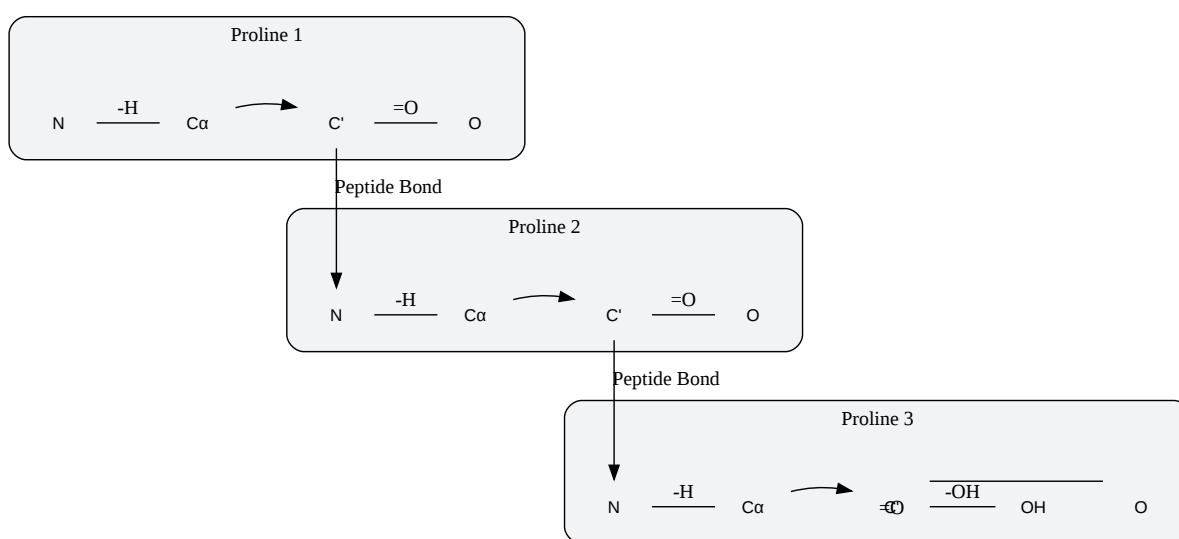 Proline 1
-H =O
N Cα C' O
Peptide Bond
Proline 2
-H =O
N Cα C' O
Peptide Bond
Proline 3
-H -OH
N Cα OH O